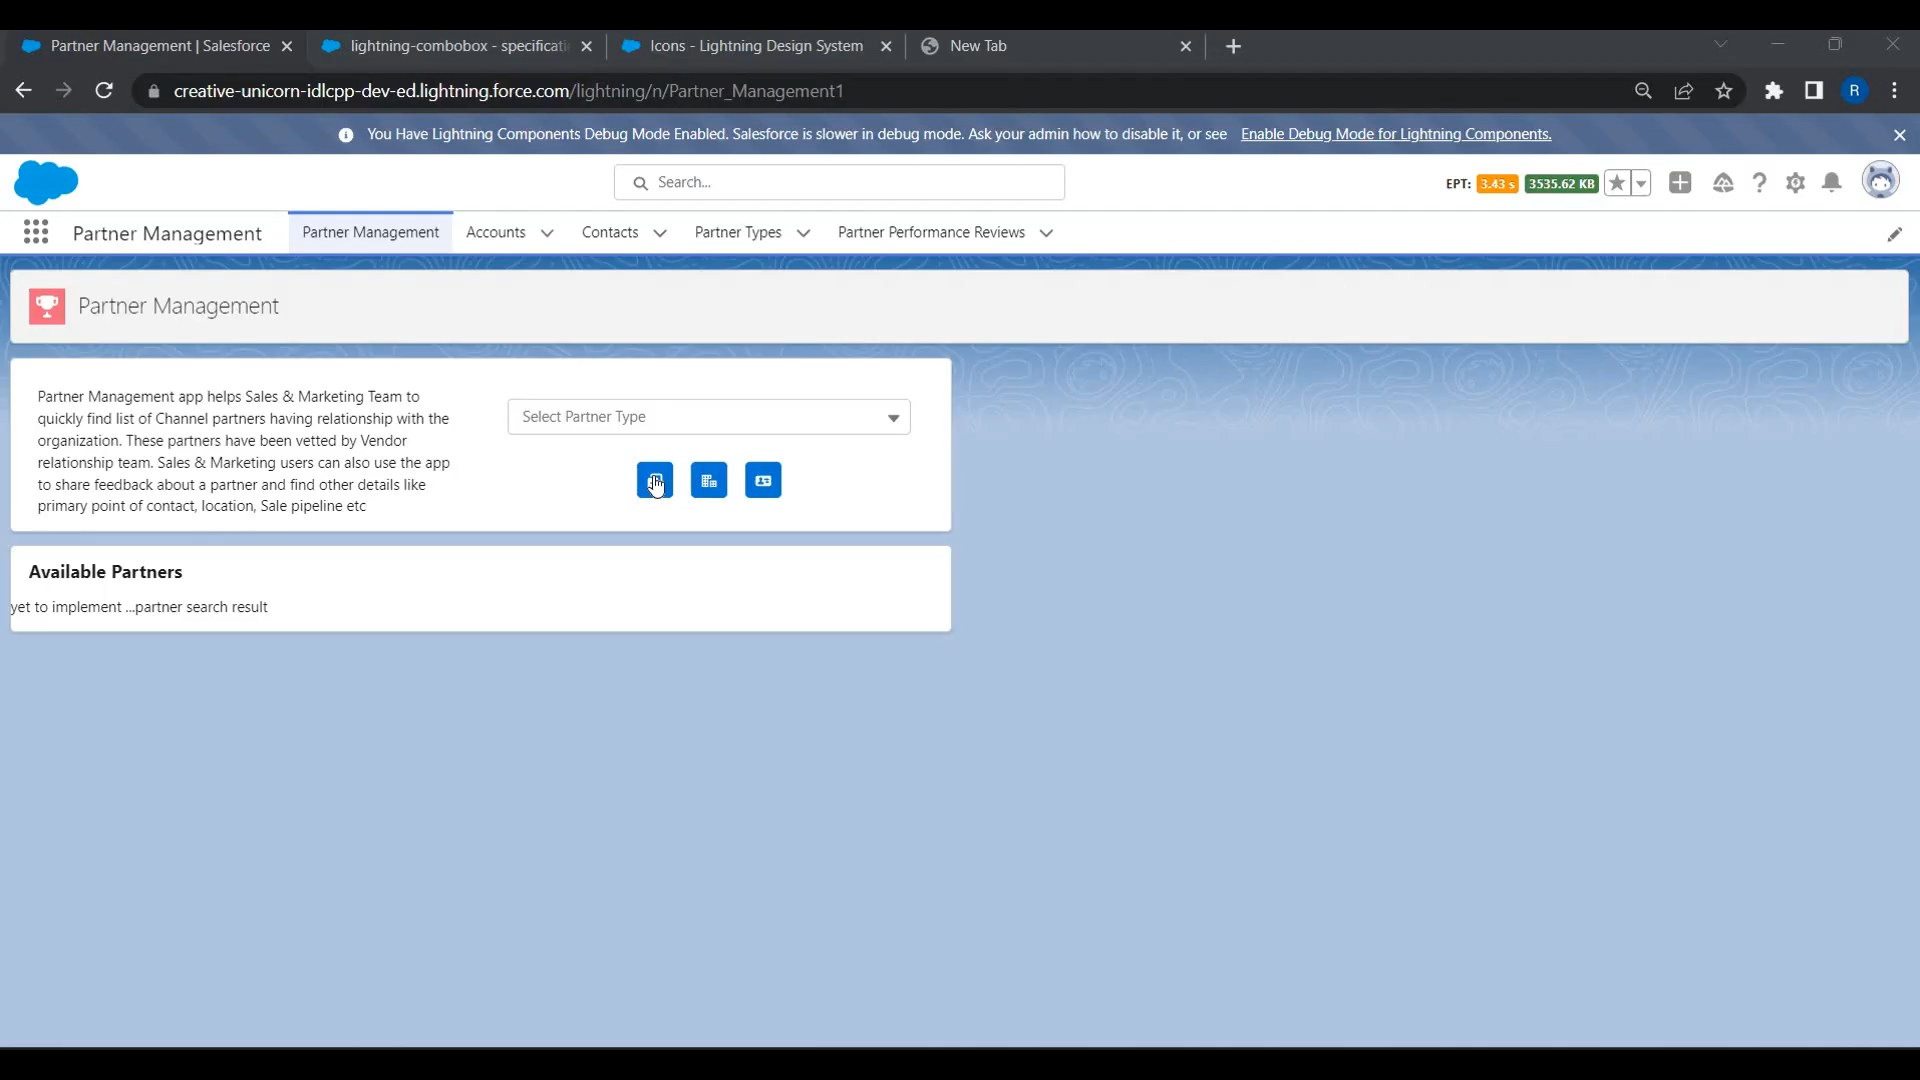 Partner Management | Salesforce
lightning-combobox - specificati
Icons - Lightning Design System
New Tab
creative-unicorn-idlcpp-dev-ed.lightning.force.com/lightning/n/Partner_Management1
R
You Have Lightning Components Debug Mode Enabled. Salesforce is slower in debug mode. Ask your admin how to disable it, or see Enable Debug Mode for Lightning Components.
Search...
EPT: 3.43 s 3535.62 KB
Partner Management
Partner Management
Accounts
Contacts
Partner Types
Partner Performance Reviews
Partner Management
Partner Management app helps Sales & Marketing Team to
quickly find list of Channel partners having relationship with the
organization. These partners have been vetted by Vendor
relationship team. Sales & Marketing users can also use the app
to share feedback about a partner and find other details like
primary point of contact, location, Sale pipeline etc
Select Partner Type
Available Partners
yet to implement ...partner search result